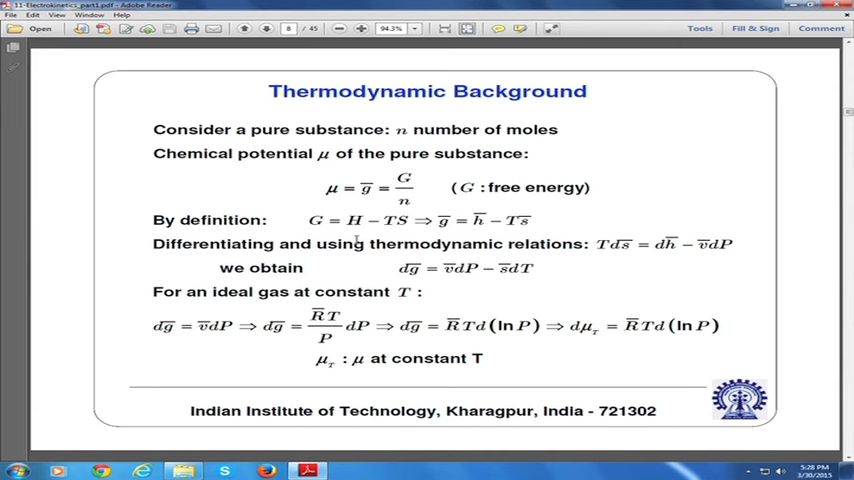 11-Electrokinetics_part1.pdf - Adobe Reader
File Edit View Window Help
Open 8 / 45 94.3% Tools Fill & Sign Comment
Thermodynamic Background
Consider a pure substance: n number of moles
Chemical potential μ of the pure substance:
μ = g̅ = G/n (G : free energy)
By definition: G = H − TS ⇒ g̅ = h̅ − Ts̅
Differentiating and using thermodynamic relations: Tds̅ = dh̅ − v̅dP
we obtain dg̅ = v̅dP − s̅dT
For an ideal gas at constant T :
dg̅ = v̅dP ⇒ dg̅ = R̅T/P dP ⇒ dg̅ = R̅Td(ln P) ⇒ dμ_T = R̅Td(ln P)
μ_T : μ at constant T
Indian Institute of Technology, Kharagpur, India - 721302
5:28 PM
3/30/2015